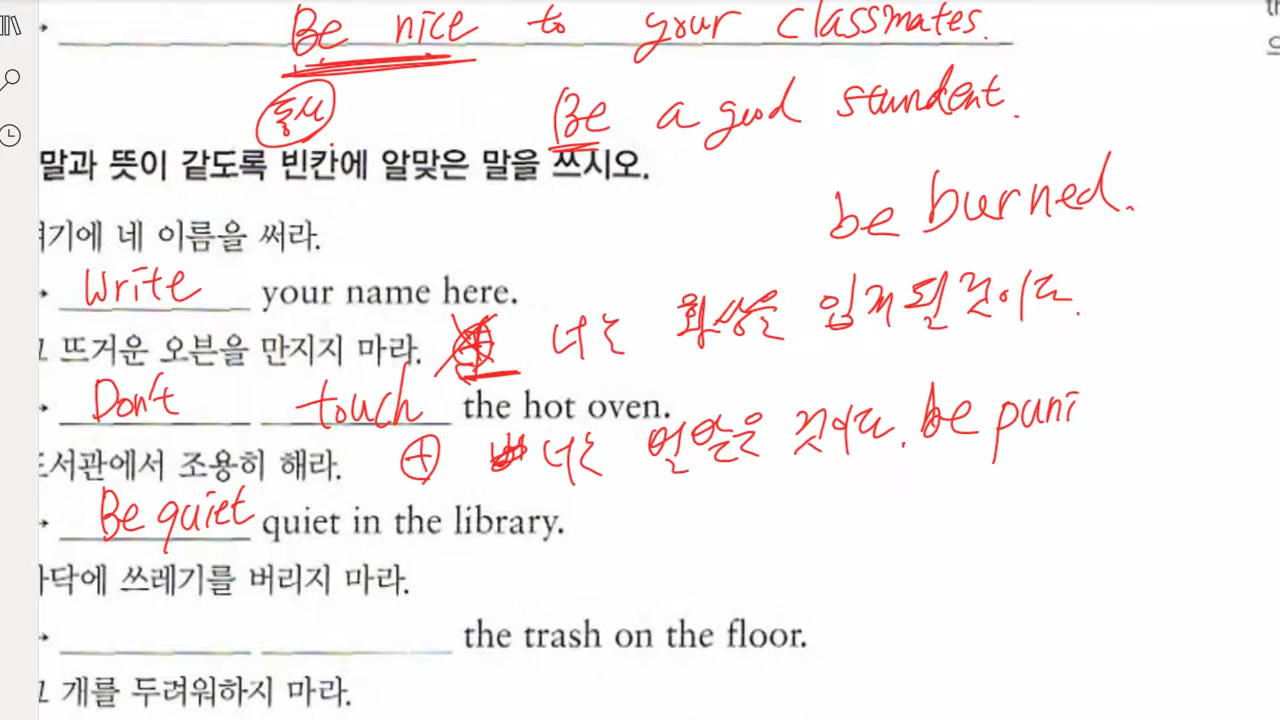 Be nice to your classmates.
동사
Be a good stundent.
말과 뜻이 같도록 빈칸에 알맞은 말을 쓰시오.
기에 네 이름을 써라.
be burned.
Write your name here.
뜨거운 오븐을 만지지 마라. 너는 화상을 입게 될 것이다.
Don't touch the hot oven.
서관에서 조용히 해라. + 너는 벌받을 것이다. be puni
Be quiet quiet in the library.
닥에 쓰레기를 버리지 마라.
the trash on the floor.
개를 두려워하지 마라.